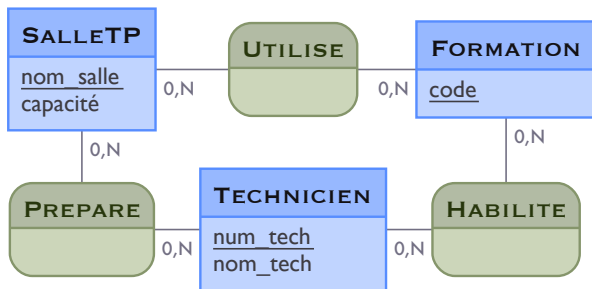 SALLETP
nom_salle
capacité
0,N
UTILISE
0,N
FORMATION
code
0,N
0,N
PREPARE
0,N
TECHNICIEN
num_tech
nom_tech
0,N
HABILITE